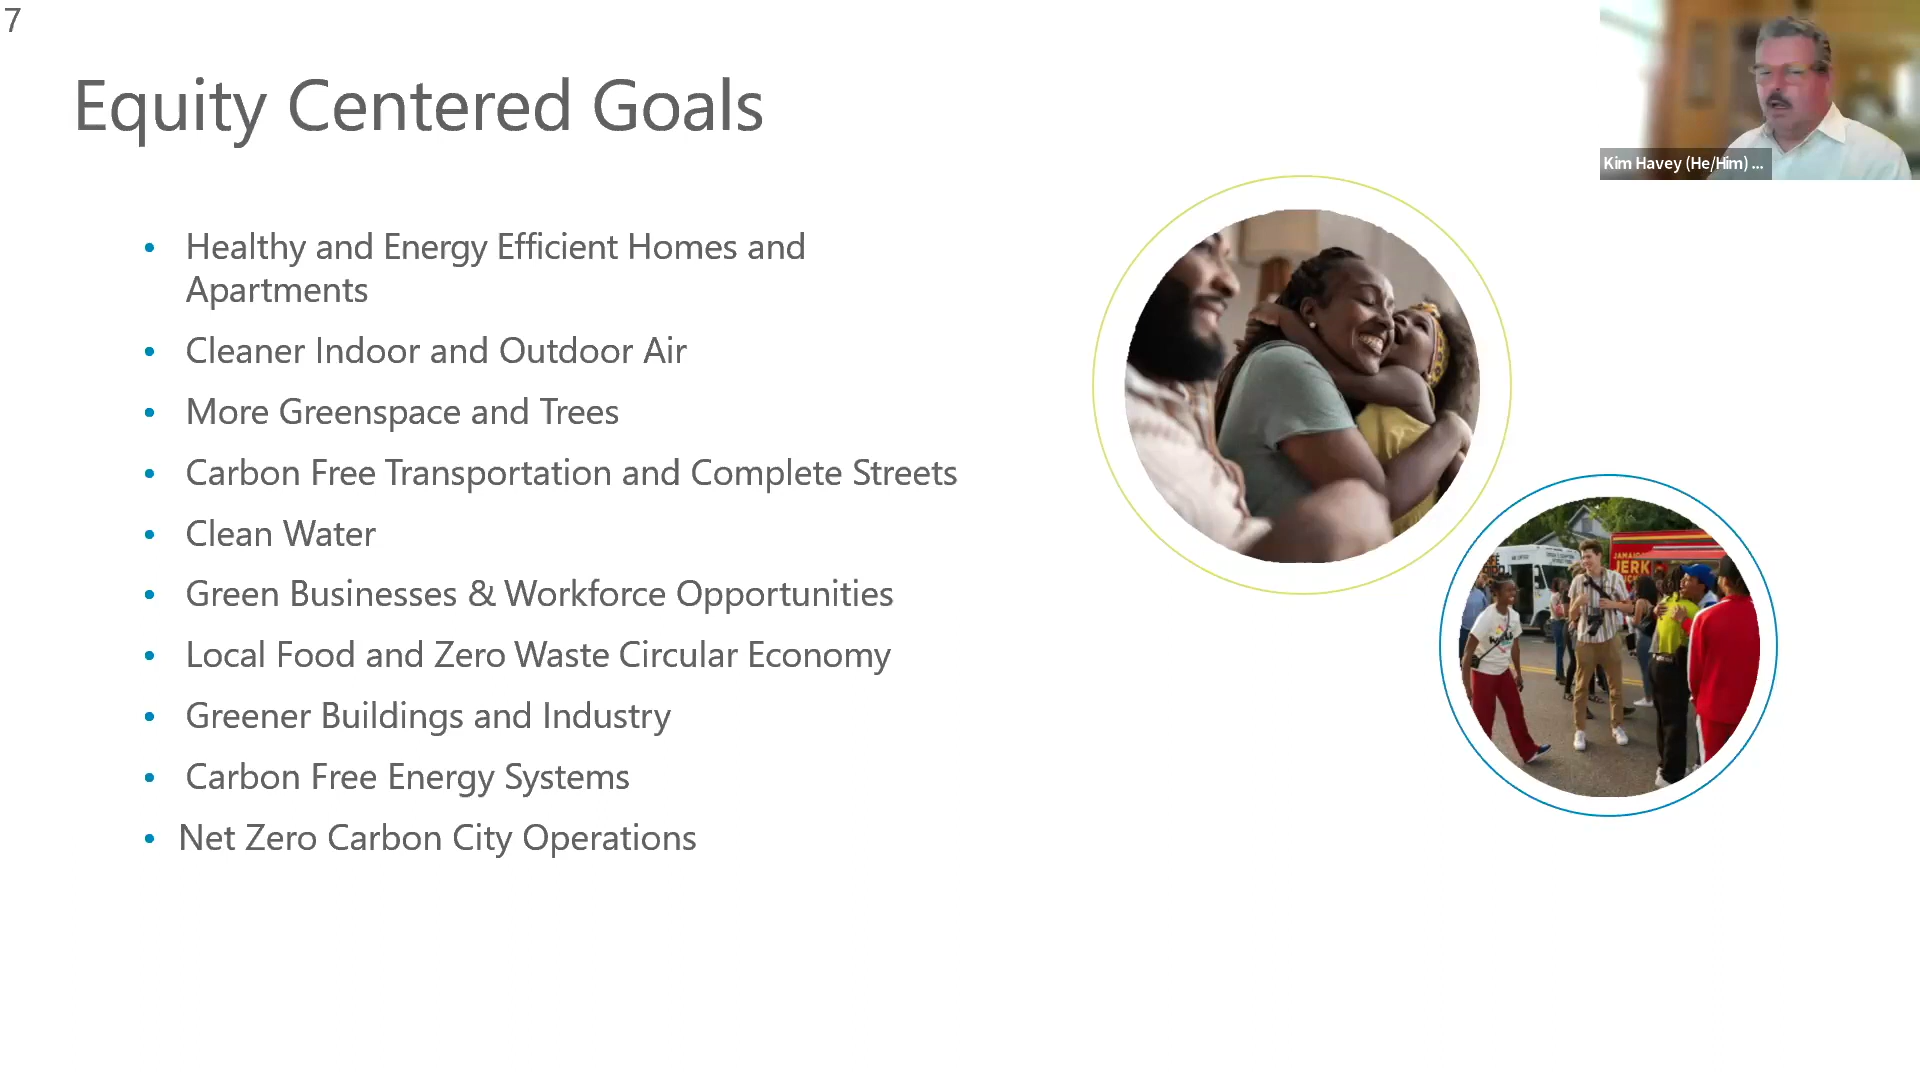 7
Equity Centered Goals
Kim Havey (He/Him) ...
• Healthy and Energy Efficient Homes and
Apartments
• Cleaner Indoor and Outdoor Air
• More Greenspace and Trees
• Carbon Free Transportation and Complete Streets
• Clean Water
• Green Businesses & Workforce Opportunities
• Local Food and Zero Waste Circular Economy
• Greener Buildings and Industry
• Carbon Free Energy Systems
• Net Zero Carbon City Operations
JERK